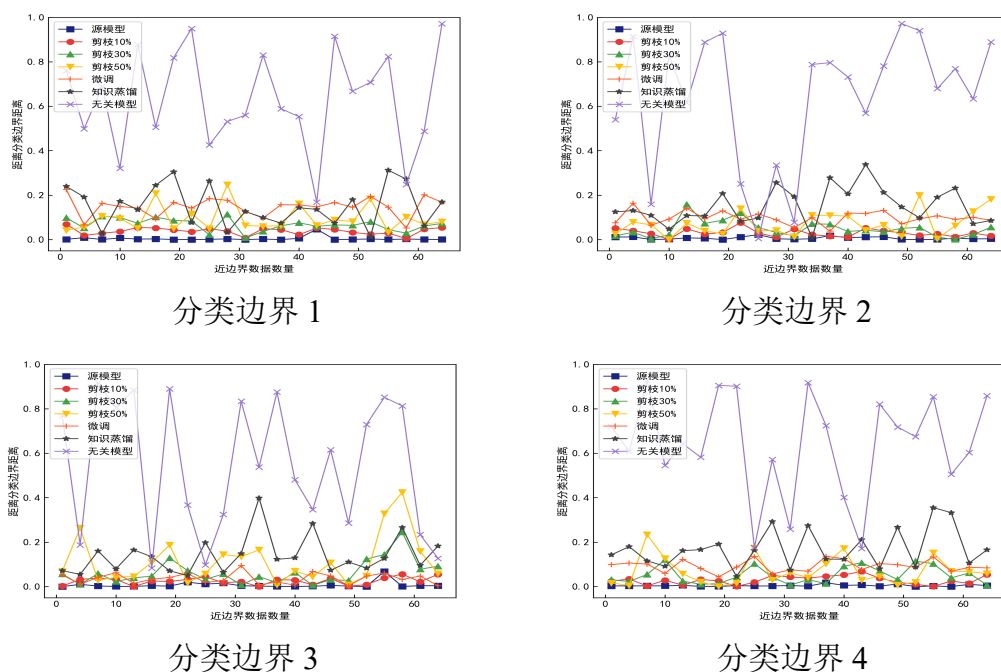 1.0
0.8
0.6
0.4
0.2
0.0
距离分类边界距离
源模型
剪枝10%
剪枝30%
剪枝50%
微调
知识蒸馏
无关模型
0 10 20 30 40 50 60
近边界数据数量
分类边界 1
1.0
0.8
0.6
0.4
0.2
0.0
距离分类边界距离
源模型
剪枝10%
剪枝30%
剪枝50%
微调
知识蒸馏
无关模型
0 10 20 30 40 50 60
近边界数据数量
分类边界 2
1.0
0.8
0.6
0.4
0.2
0.0
距离分类边界距离
源模型
剪枝10%
剪枝30%
剪枝50%
微调
知识蒸馏
无关模型
0 10 20 30 40 50 60
近边界数据数量
分类边界 3
1.0
0.8
0.6
0.4
0.2
0.0
距离分类边界距离
源模型
剪枝10%
剪枝30%
剪枝50%
微调
知识蒸馏
无关模型
0 10 20 30 40 50 60
近边界数据数量
分类边界 4